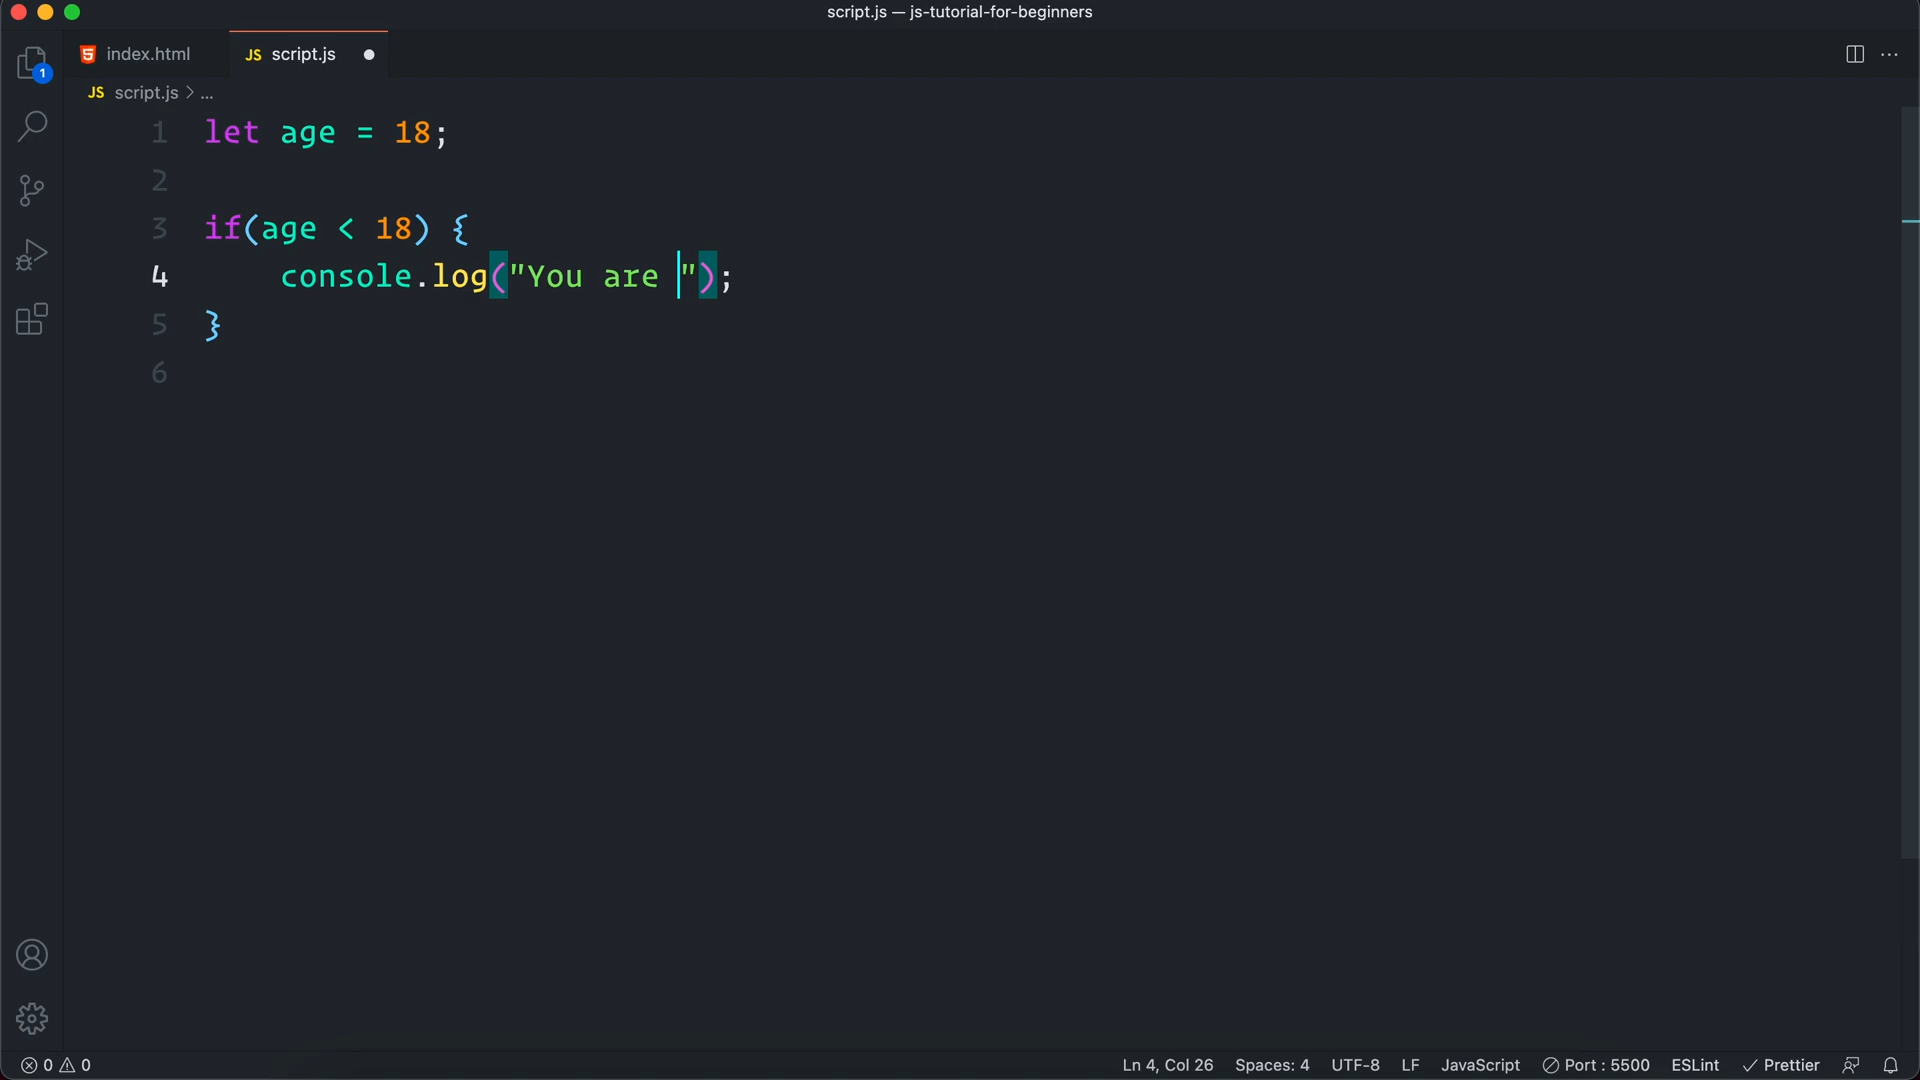 script.js — js-tutorial-for-beginners
index.html
JS script.js
1
JS script.js > ...
1 let age = 18;
2
3 if(age < 18) {
4 console.log("You are ");
5 }
6
0 0
Ln 4, Col 26 Spaces: 4 UTF-8 LF JavaScript Port : 5500 ESLint Prettier